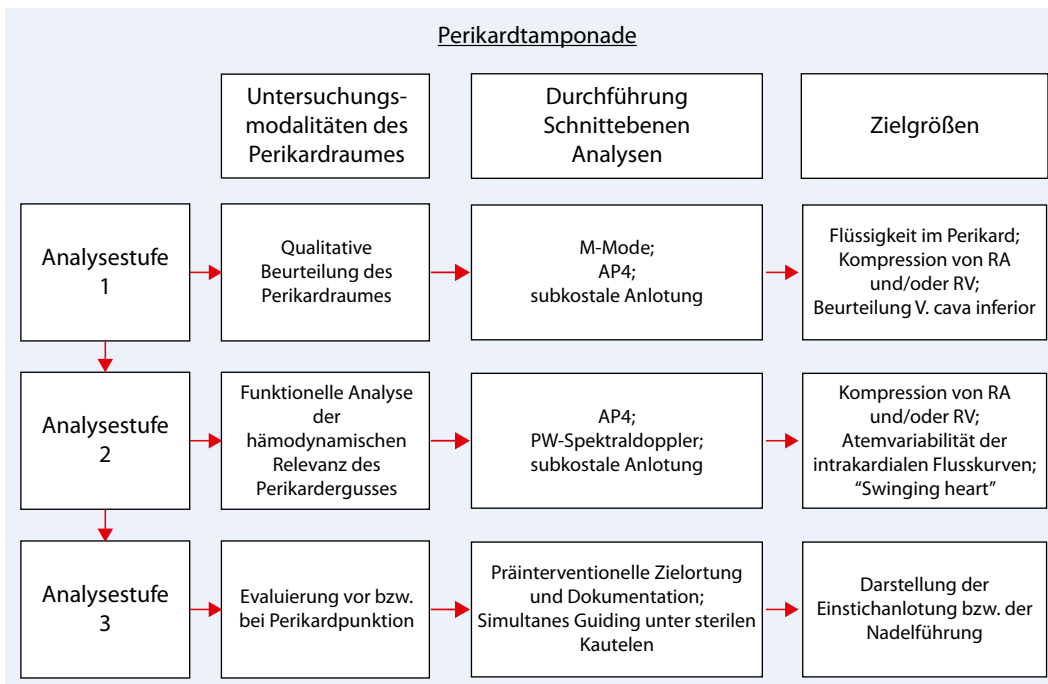 Perikardtamponade
Untersuchungs-
modalitäten des
Perikardraumes
Durchführung
Schnittebenen
Analysen
Zielgrößen
Analysestufe
1
Qualitative
Beurteilung des
Perikardraumes
M-Mode;
AP4;
subkostale Anlotung
Flüssigkeit im Perikard;
Kompression von RA
und/oder RV;
Beurteilung V. cava inferior
Analysestufe
2
Funktionelle Analyse
der
hämodynamischen
Relevanz des
Perikardergusses
AP4;
PW-Spektraldoppler;
subkostale Anlotung
Kompression von RA
und/oder RV;
Atemvariabilität der
intrakardialen Flusskurven;
“Swinging heart”
Analysestufe
3
Evaluierung vor bzw.
bei Perikardpunktion
Präinterventionelle Zielortung
und Dokumentation;
Simultanes Guiding unter sterilen
Kautelen
Darstellung der
Einstichanlotung bzw. der
Nadelführung